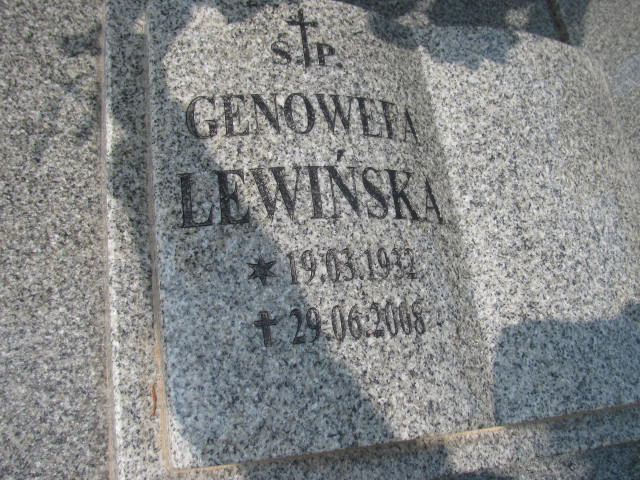 Ś P.
GENOWEFA
LEWIŃSKA
19.03.1932
29.06.2008